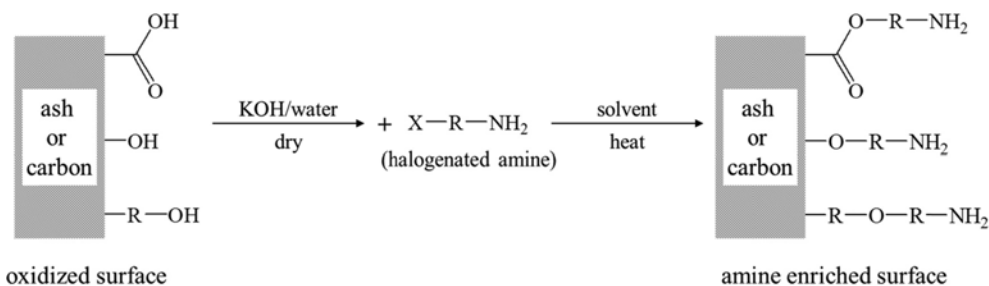 OH
O
ash
or
carbon
OH
R—OH
oxidized surface
KOH/water
dry
+ X—R—NH₂
(halogenated amine)
solvent
heat
O—R—NH₂
O
ash
or
carbon
O—R—NH₂
R—O—R—NH₂
amine enriched surface